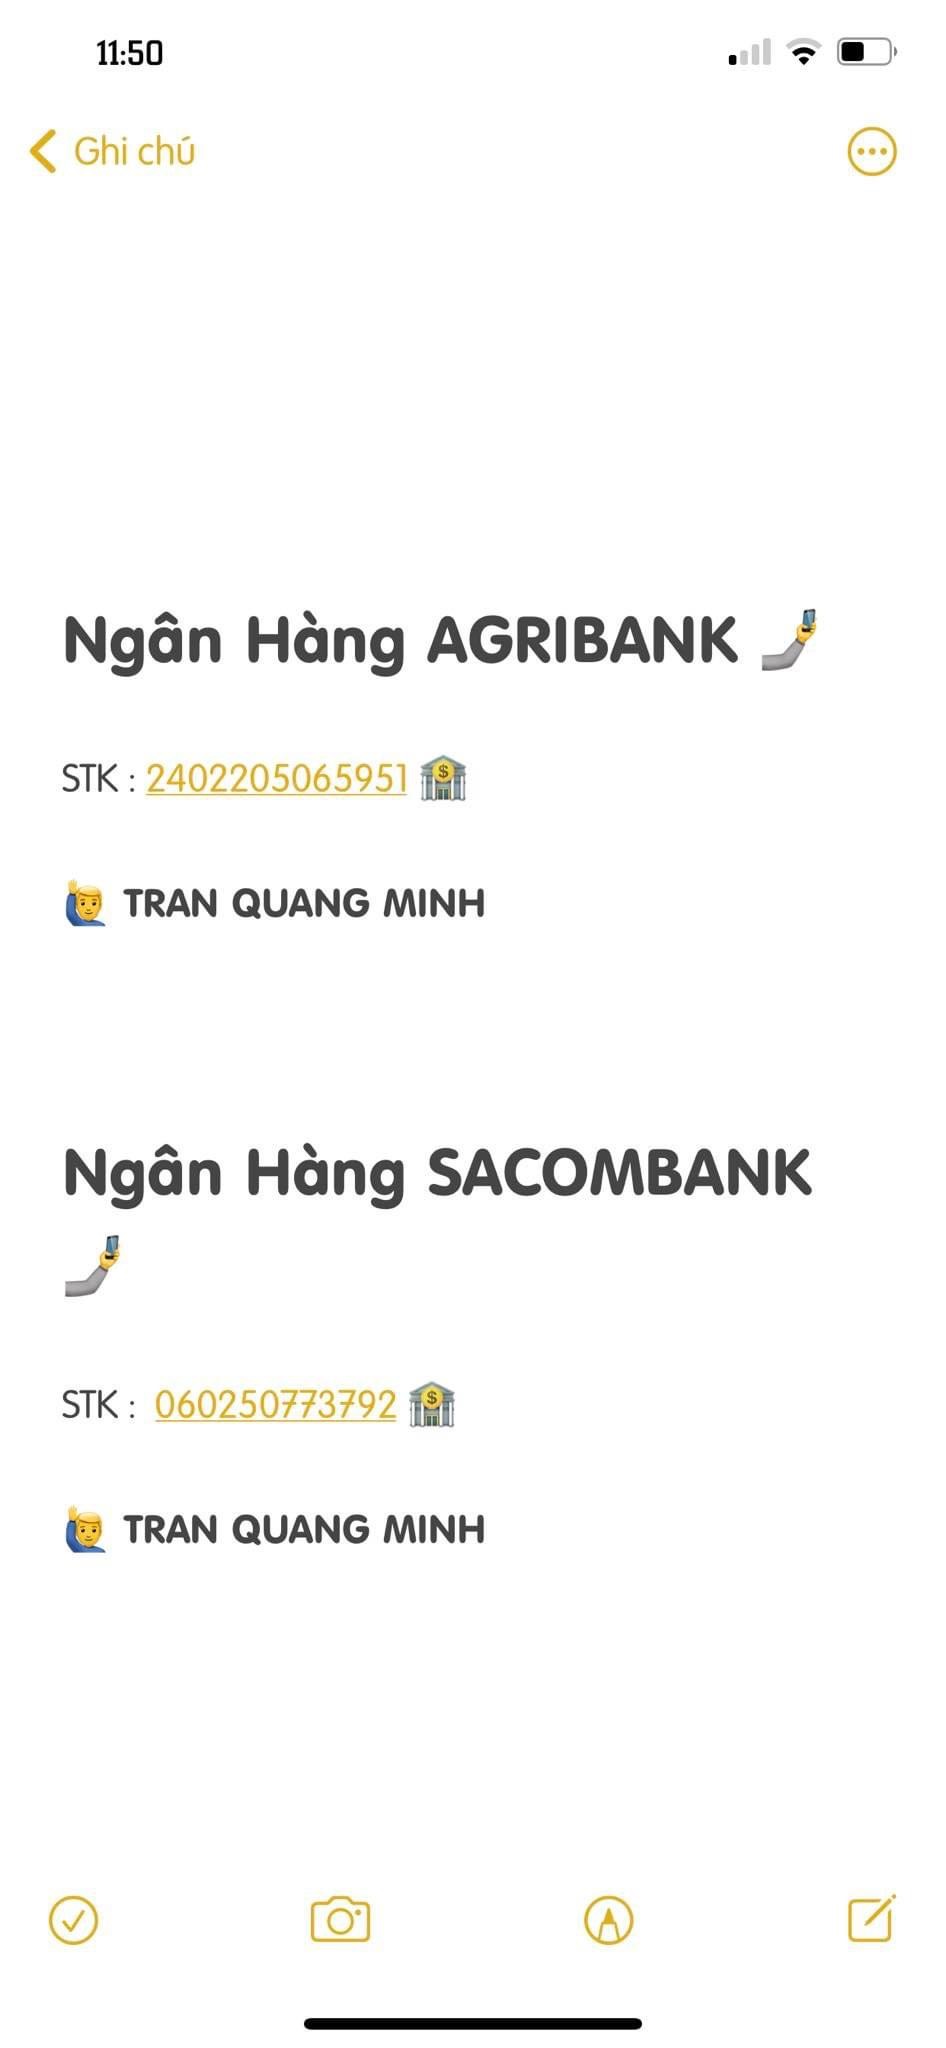 11:50
Ghi chú
Ngân Hàng AGRIBANK 🤳
STK : 2402205065951 🏦
🙋‍♂️ TRAN QUANG MINH
Ngân Hàng SACOMBANK
🤳
STK : 060250773792 🏦
🙋‍♂️ TRAN QUANG MINH